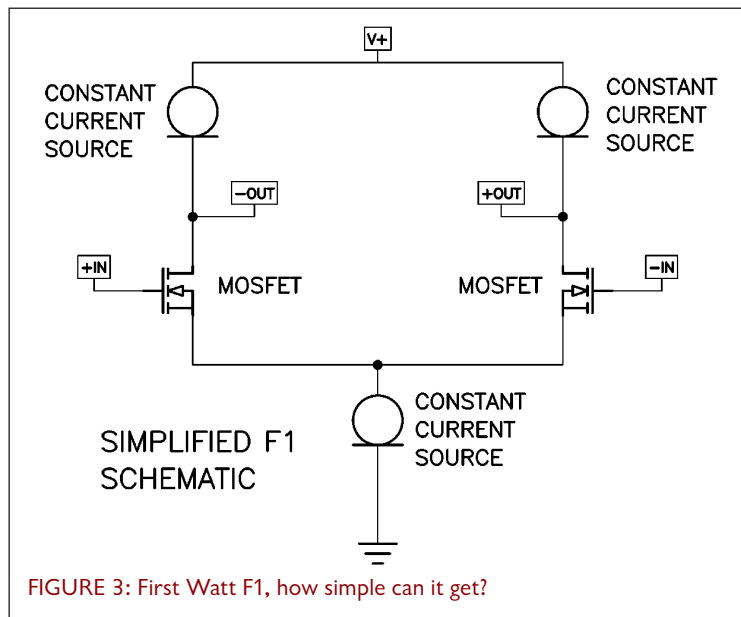 V+
CONSTANT
CURRENT
SOURCE
CONSTANT
CURRENT
SOURCE
-OUT
+OUT
+IN
MOSFET
MOSFET
-IN
CONSTANT
CURRENT
SOURCE
SIMPLIFIED F1
SCHEMATIC
FIGURE 3: First Watt F1, how simple can it get?